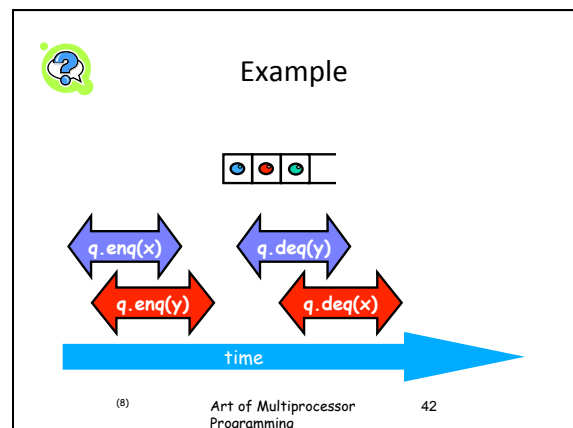 Example
q.enq(x)
q.deq(y)
q.enq(y)
q.deq(x)
time
(8)
Art of Multiprocessor
Programming
42